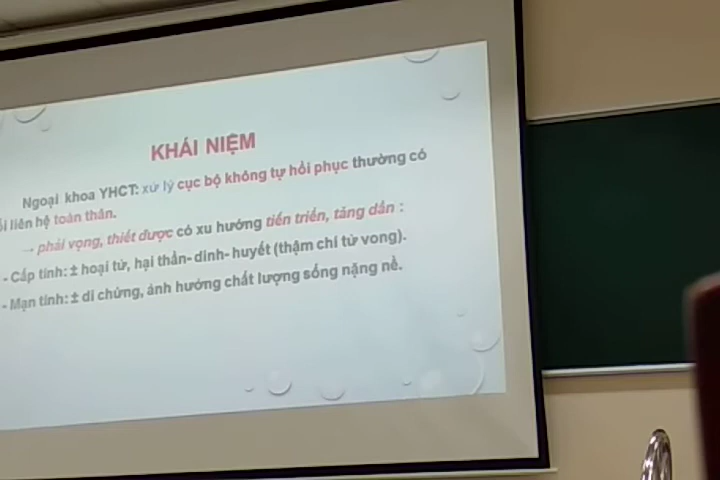 KHÁI NIỆM
Ngoại khoa YHCT: xử lý cục bộ không tự hồi phục thường có
liên hệ toàn thân.
→ phải vọng, thiết được có xu hướng tiến triển, tăng dần :
- Cấp tính: ± hoại tử, hại thần- dinh- huyết (thậm chí tử vong).
- Mạn tính: ± di chứng, ảnh hưởng chất lượng sống nặng nề.